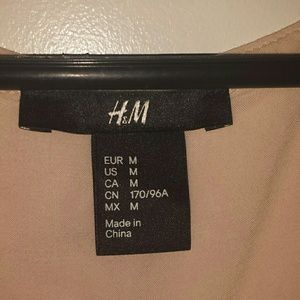 H&M
EUR M
US M
CA M
CN 170/96A
MX M
Made in
China